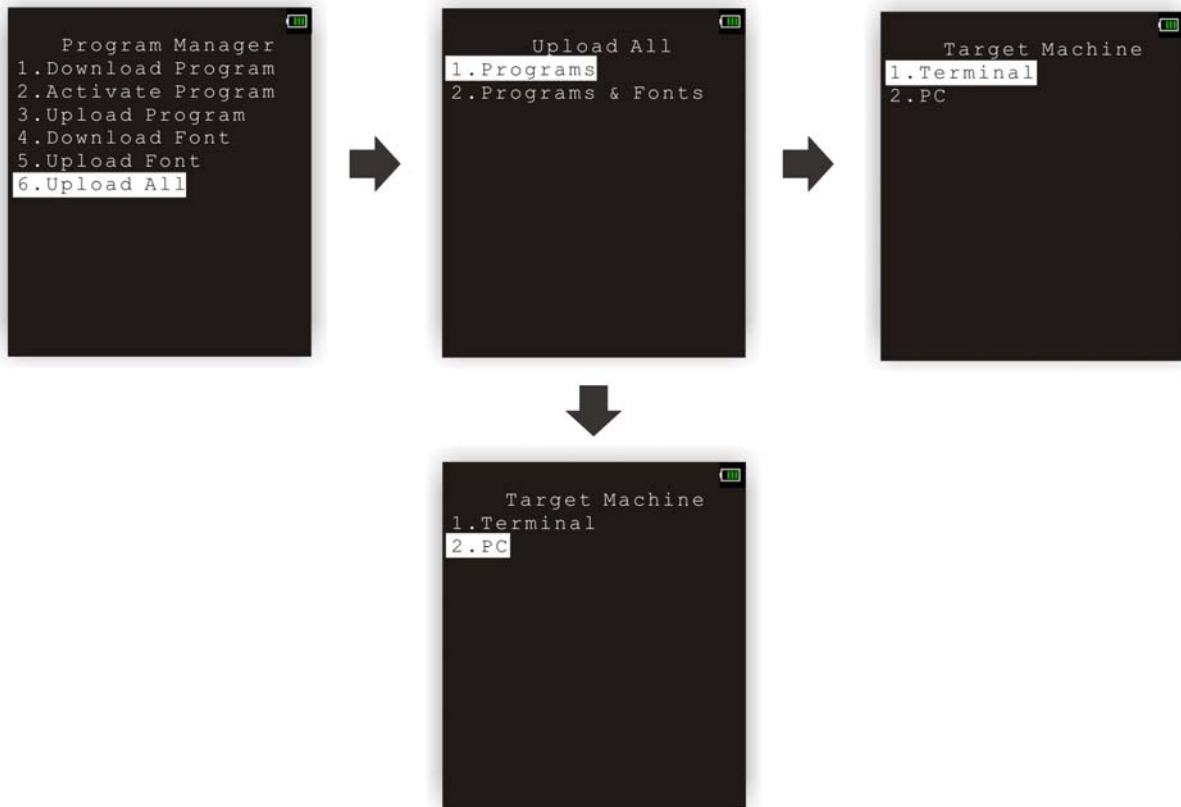 Program Manager
1.Download Program
2.Activate Program
3.Upload Program
4.Download Font
5.Upload Font
6.Upload All
Upload All
1.Programs
2.Programs & Fonts
Target Machine
1.Terminal
2.PC
Target Machine
1.Terminal
2.PC